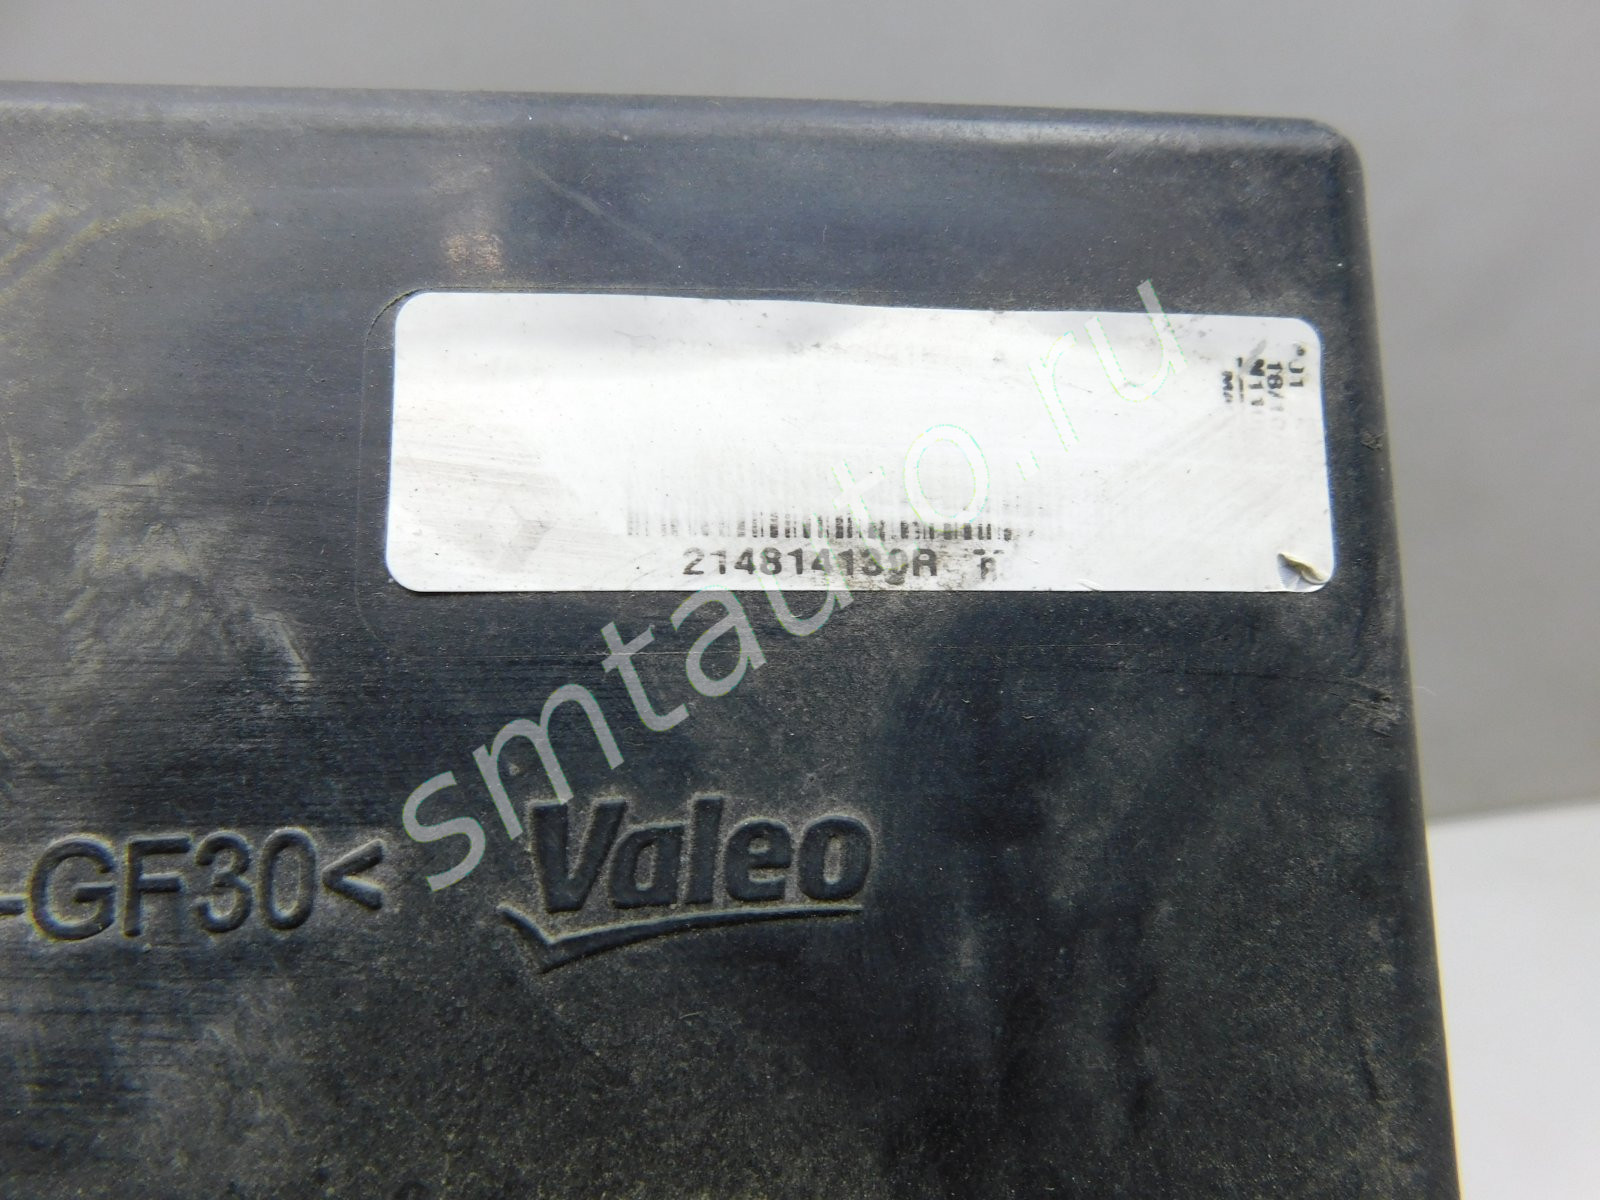 214814139R
smtauto.ru
-GF30<
Valeo